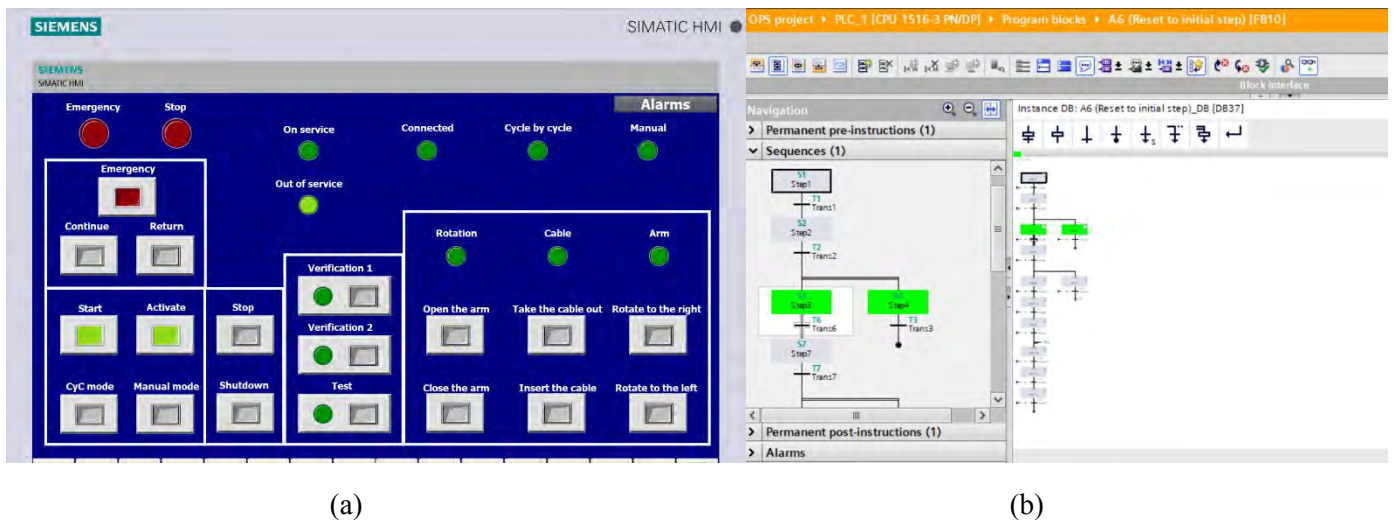 SIEMENS
SIMATIC HMI
SIEMENS
SIMATIC HMI
Alarms
Emergency Stop
On service Connected Cycle by cycle Manual
Emergency
Out of service
Continue Return
Rotation Cable Arm
Verification 1
Start Activate Stop
Open the arm Take the cable out Rotate to the right
Verification 2
CyC mode Manual mode Shutdown Test
Close the arm Insert the cable Rotate to the left
(a)
OPS project PLC_1 [CPU 1516-3 PN/DP] Program blocks A6 (Reset to initial step) [FB10]
Block interface
Navigation
Instance DB: A6 (Reset to initial step)_DB [DB37]
Permanent pre-instructions (1)
Sequences (1)
S1
Step1
T1
Trans1
S2
Step2
T2
Trans2
Step3 Step4
T6 T3
Trans6 Trans3
S7
Step7
T7
Trans7
Permanent post-instructions (1)
Alarms
(b)